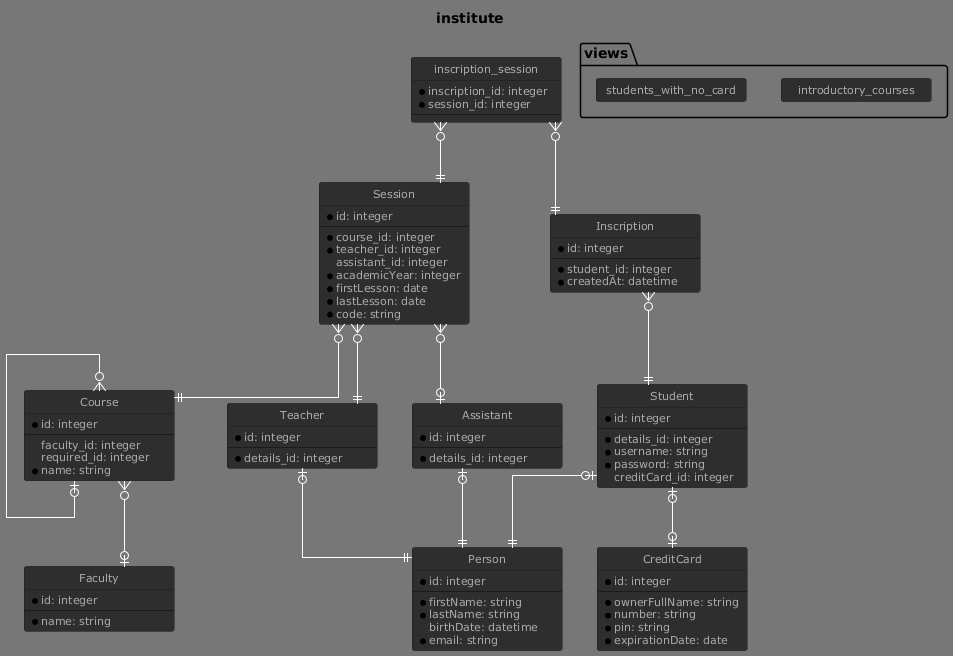 institute
views
students_with_no_card
introductory_courses
inscription_session
inscription_id: integer
session_id: integer
Session
id: integer
course_id: integer
teacher_id: integer
assistant_id: integer
academicYear: integer
firstLesson: date
lastLesson: date
code: string
Inscription
id: integer
student_id: integer
createdAt: datetime
Course
id: integer
faculty_id: integer
required_id: integer
name: string
Teacher
id: integer
details_id: integer
Assistant
id: integer
details_id: integer
Student
id: integer
details_id: integer
username: string
password: string
creditCard_id: integer
Faculty
id: integer
name: string
Person
id: integer
firstName: string
lastName: string
birthDate: datetime
email: string
CreditCard
id: integer
ownerFullName: string
number: string
pin: string
expirationDate: date